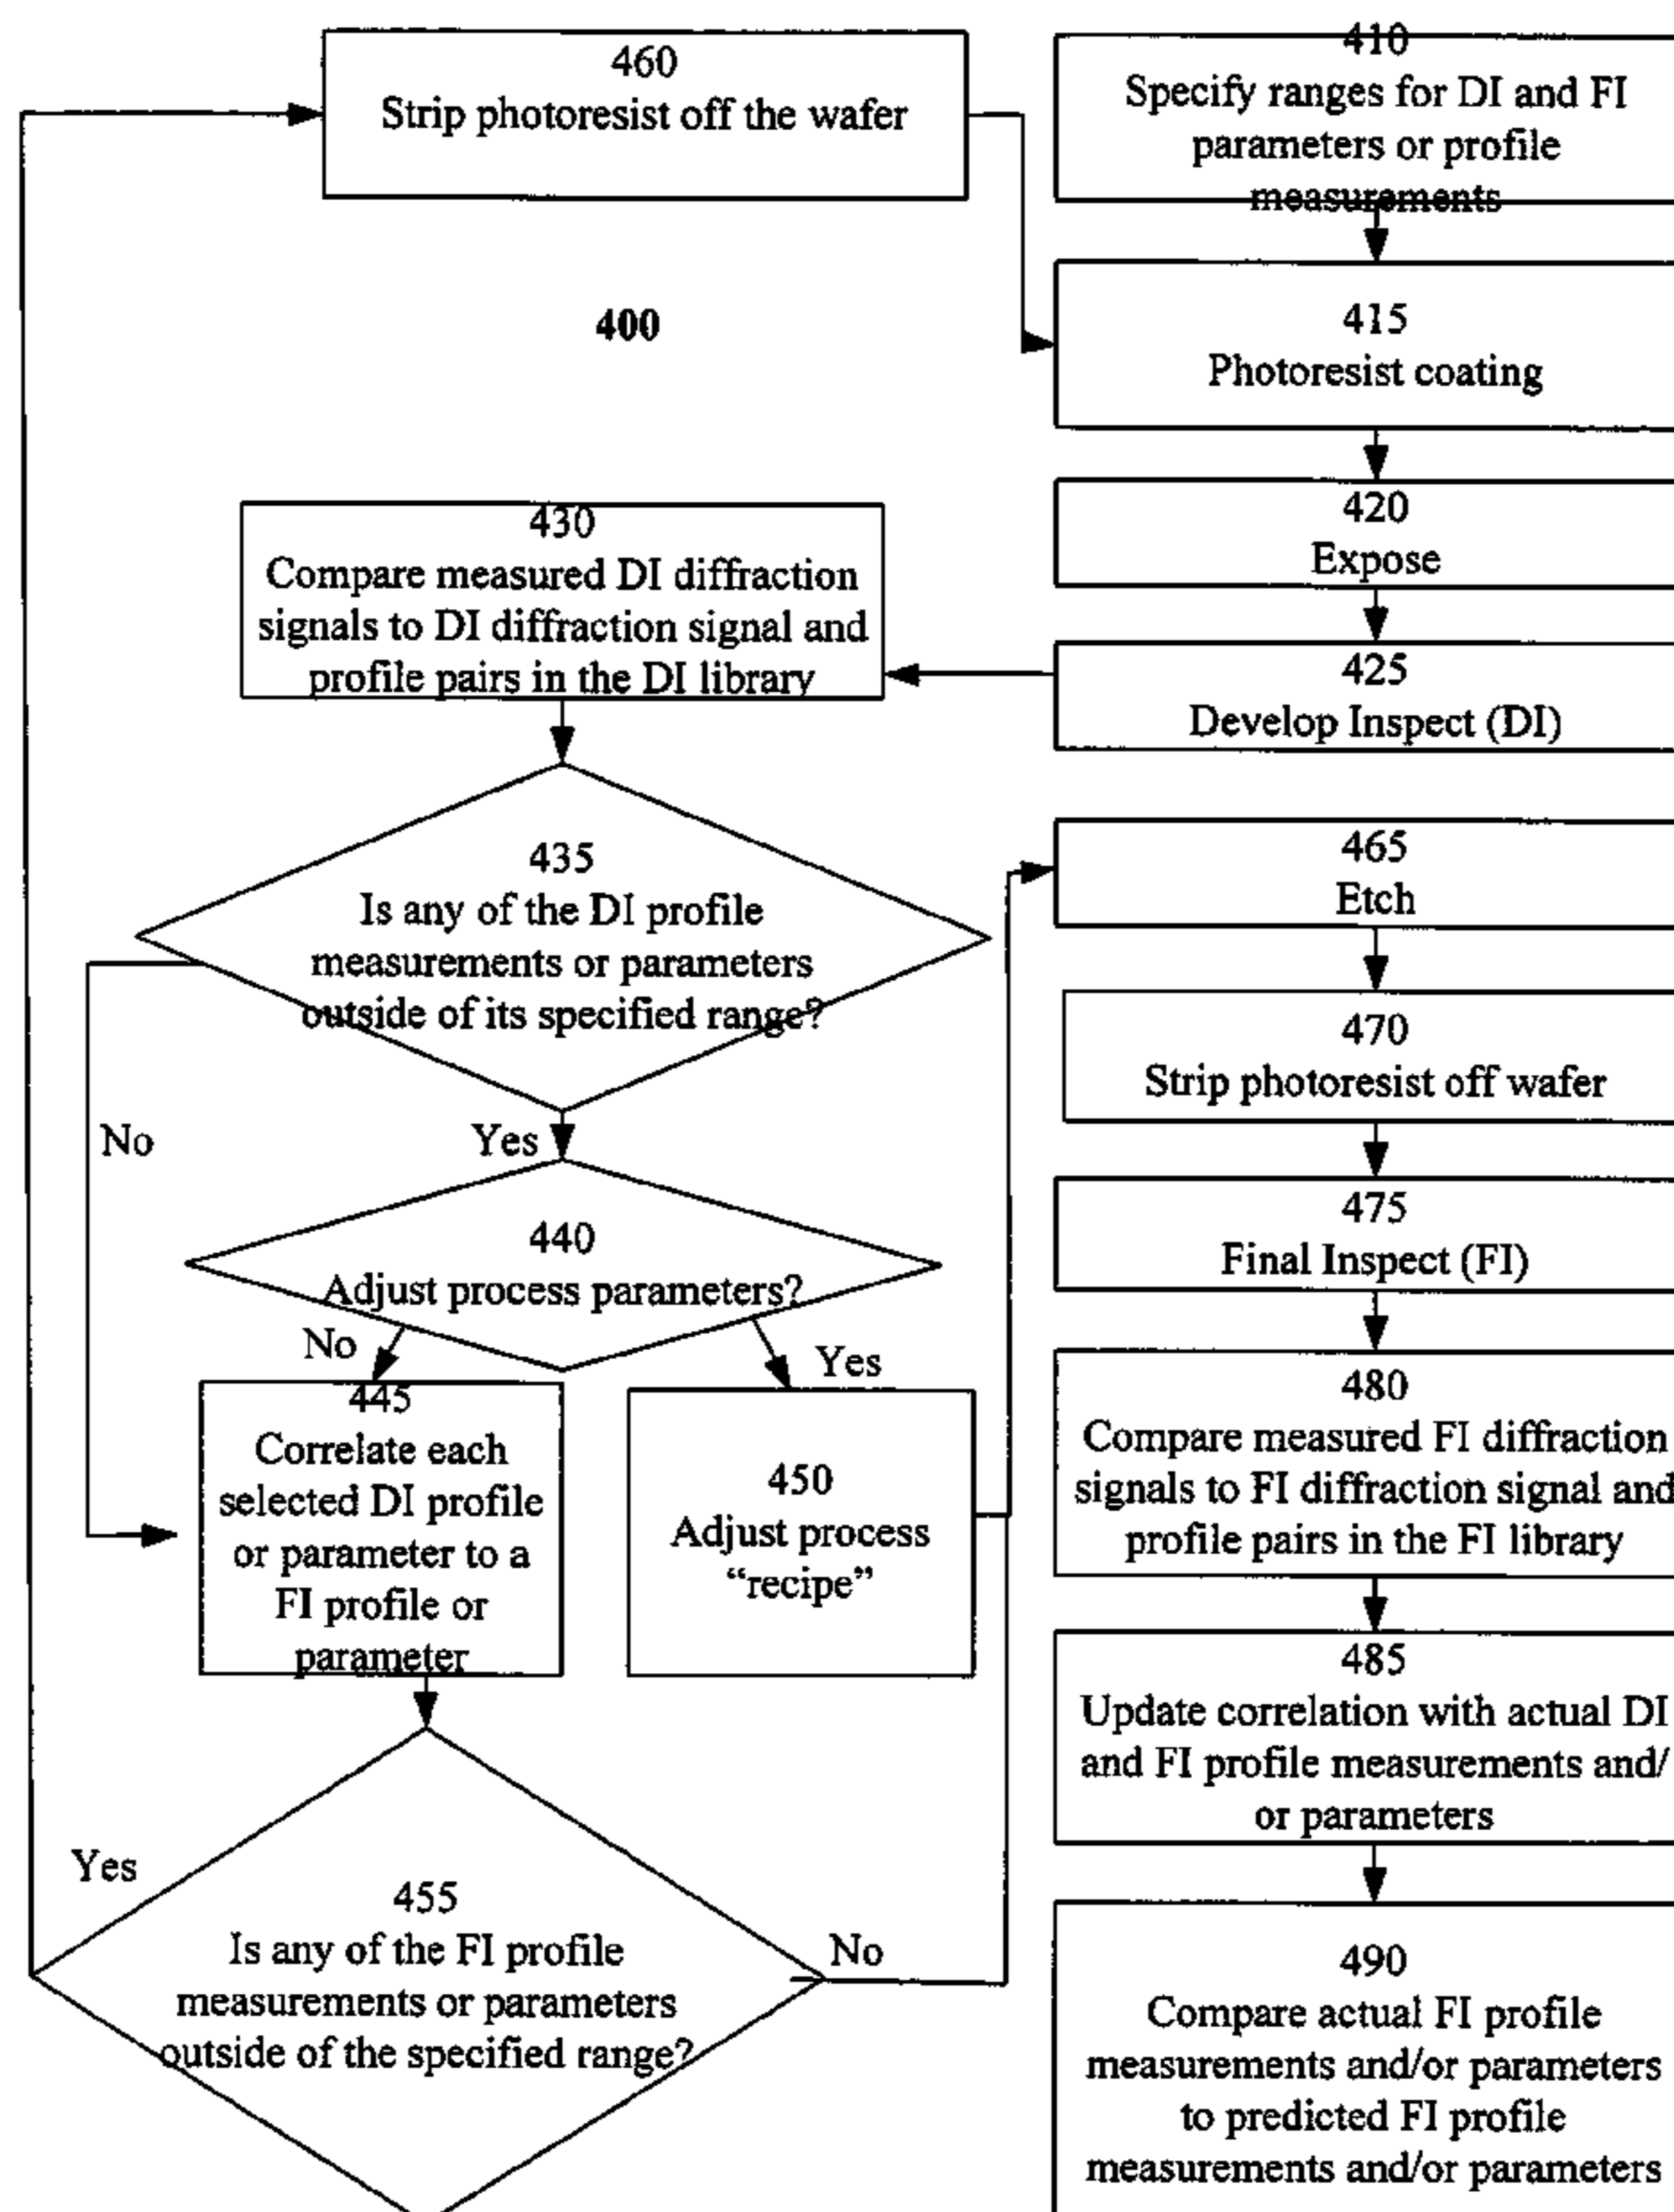 460
Strip photoresist off the wafer
410
Specify ranges for DI and FI
parameters or profile
measurements
400
415
Photoresist coating
420
Expose
430
Compare measured DI diffraction
signals to DI diffraction signal and
profile pairs in the DI library
425
Develop Inspect (DI)
435
Is any of the DI profile
measurements or parameters
outside of its specified range?
465
Etch
470
Strip photoresist off wafer
No
Yes
440
Adjust process parameters?
No
Yes
475
Final Inspect (FI)
445
Correlate each
selected DI profile
or parameter to a
FI profile or
parameter
450
Adjust process
“recipe”
480
Compare measured FI diffraction
signals to FI diffraction signal and
profile pairs in the FI library
485
Update correlation with actual DI
and FI profile measurements and/
or parameters
Yes
455
Is any of the FI profile
measurements or parameters
outside of the specified range?
No
490
Compare actual FI profile
measurements and/or parameters
to predicted FI profile
measurements and/or parameters